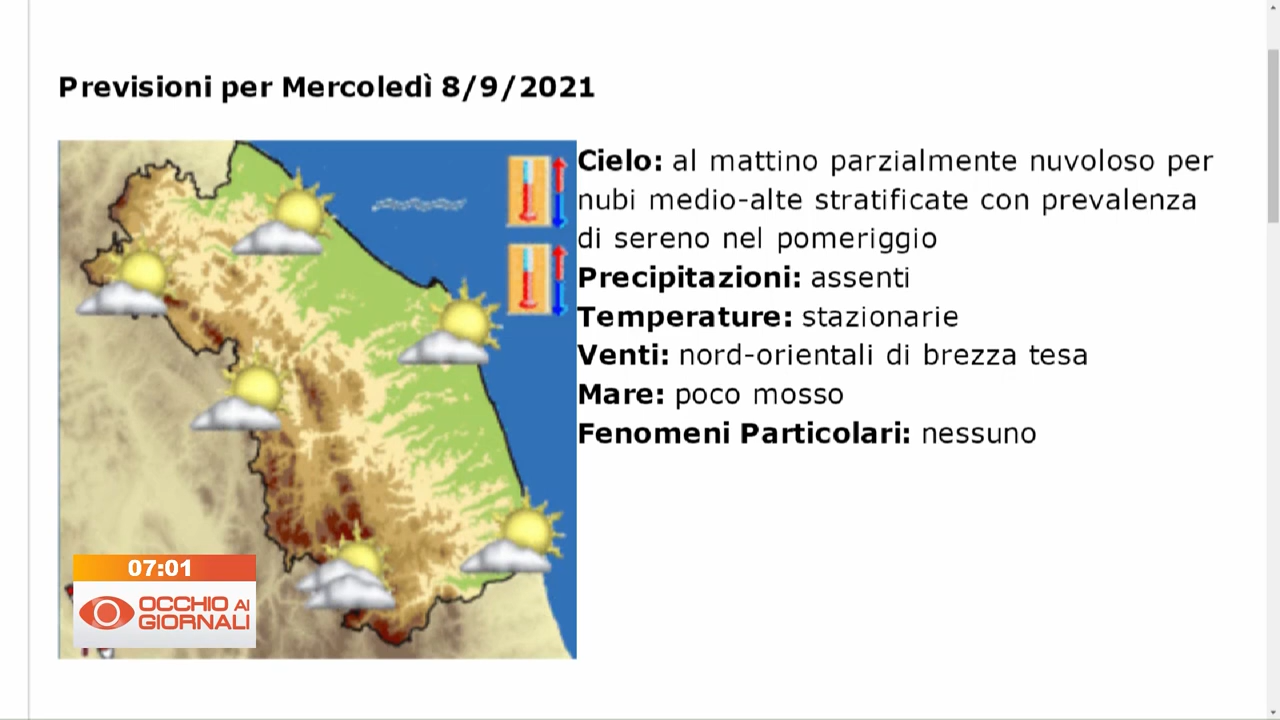 Previsioni per Mercoledì 8/9/2021
Cielo: al mattino parzialmente nuvoloso per
nubi medio-alte stratificate con prevalenza
di sereno nel pomeriggio
Precipitazioni: assenti
Temperature: stazionarie
Venti: nord-orientali di brezza tesa
Mare: poco mosso
Fenomeni Particolari: nessuno
07:01
OCCHIO AI
GIORNALI